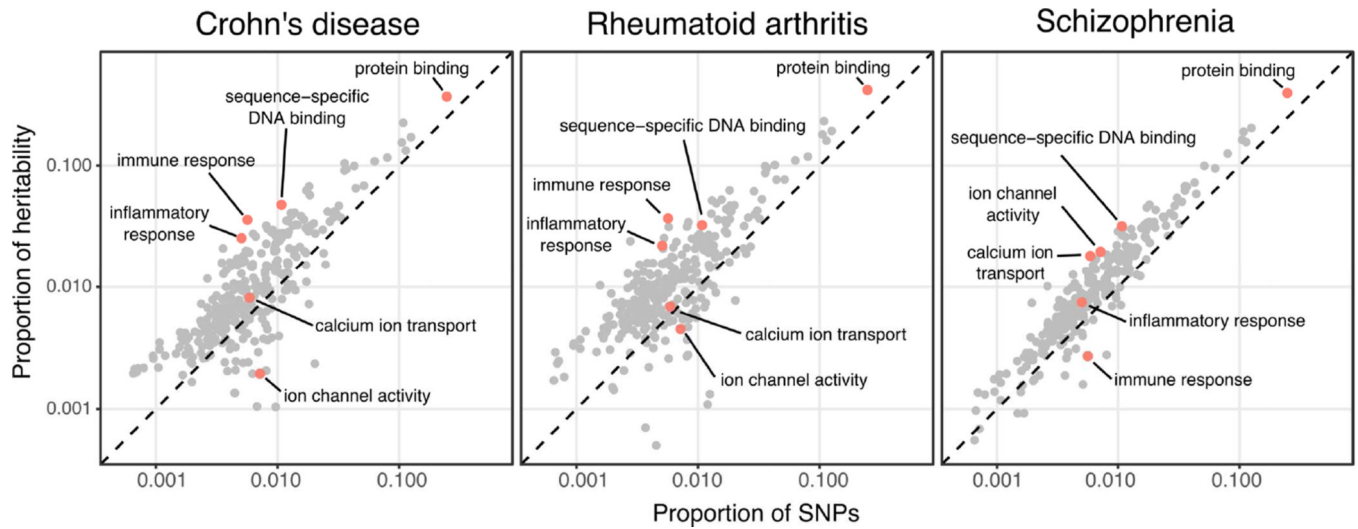 Crohn's disease
Rheumatoid arthritis
Schizophrenia
Proportion of heritability
0.100
0.010
0.001
protein binding
sequence−specific
DNA binding
immune response
inflammatory
response
calcium ion transport
ion channel activity
0.001
0.010
0.100
protein binding
sequence−specific DNA binding
immune response
inflammatory
response
calcium ion transport
ion channel activity
0.001
0.010
0.100
protein binding
sequence−specific DNA binding
ion channel
activity
calcium ion
transport
inflammatory response
immune response
0.001
0.010
0.100
Proportion of SNPs